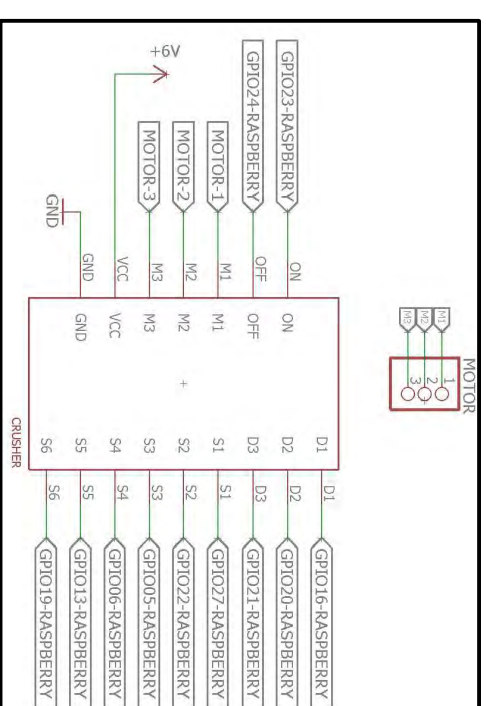 +6V
GPIO24-RASPBERRY
GPIO23-RASPBERRY
MOTOR-3
MOTOR-2
MOTOR-1
GND
GND
VCC
M3
M2
M1
OFF
ON
GND
VCC
M3
M2
M1
OFF
ON
MOTOR
M3
M2
M1
1
2
3
CRUSHER
S6
S5
S4
S3
S2
S1
D3
D2
D1
S6
S5
S4
S3
S2
S1
D3
D2
D1
GPIO19-RASPBERRY
GPIO13-RASPBERRY
GPIO06-RASPBERRY
GPIO05-RASPBERRY
GPIO22-RASPBERRY
GPIO27-RASPBERRY
GPIO21-RASPBERRY
GPIO20-RASPBERRY
GPIO16-RASPBERRY